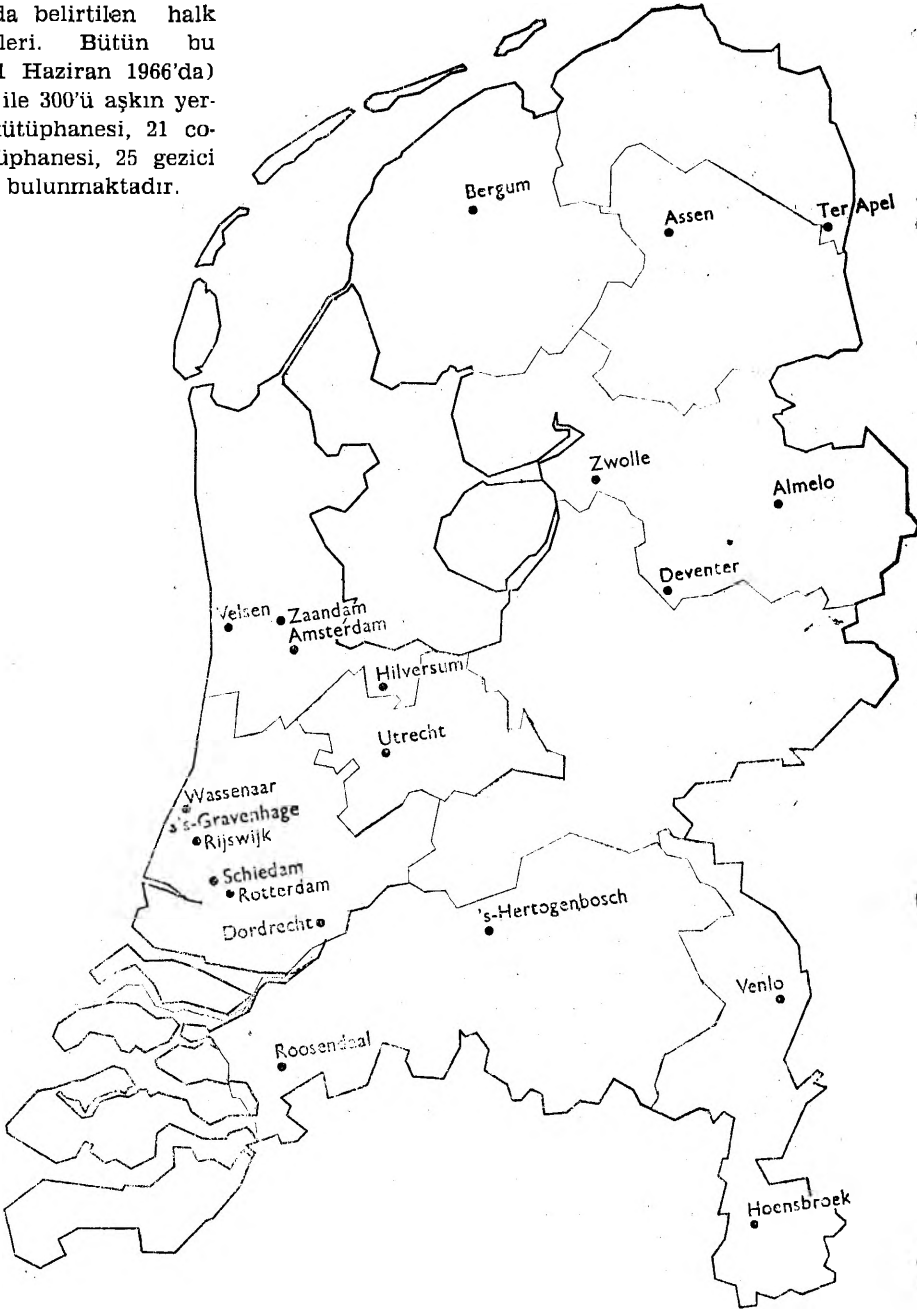 da belirtilen halk
leri. Bütün bu
1 Haziran 1966'da)
ile 300'ü aşkın yer-
kütüphanesi, 21 co-
üphanesi, 25 gezici
bulunmaktadır.
Bergum
Assen
Ter Apel
Zwolle
Almelo
Deventer
Velsen
Zaandam
Amsterdam
Hilversum
Utrecht
Wassenaar
's-Gravenhage
Rijswijk
Schiedam
Rotterdam
Dordrecht
's-Hertogenbosch
Venlo
Roosendaal
Hoensbroek